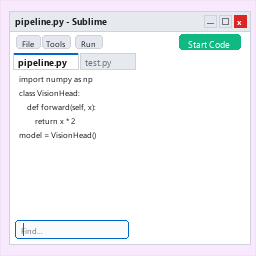 pipeline.py - Sublime
x
File Tools Run Start Code
pipeline.py test.py
import numpy as np
class VisionHead:
def forward(self, x):
return x * 2
model = VisionHead()
Find...